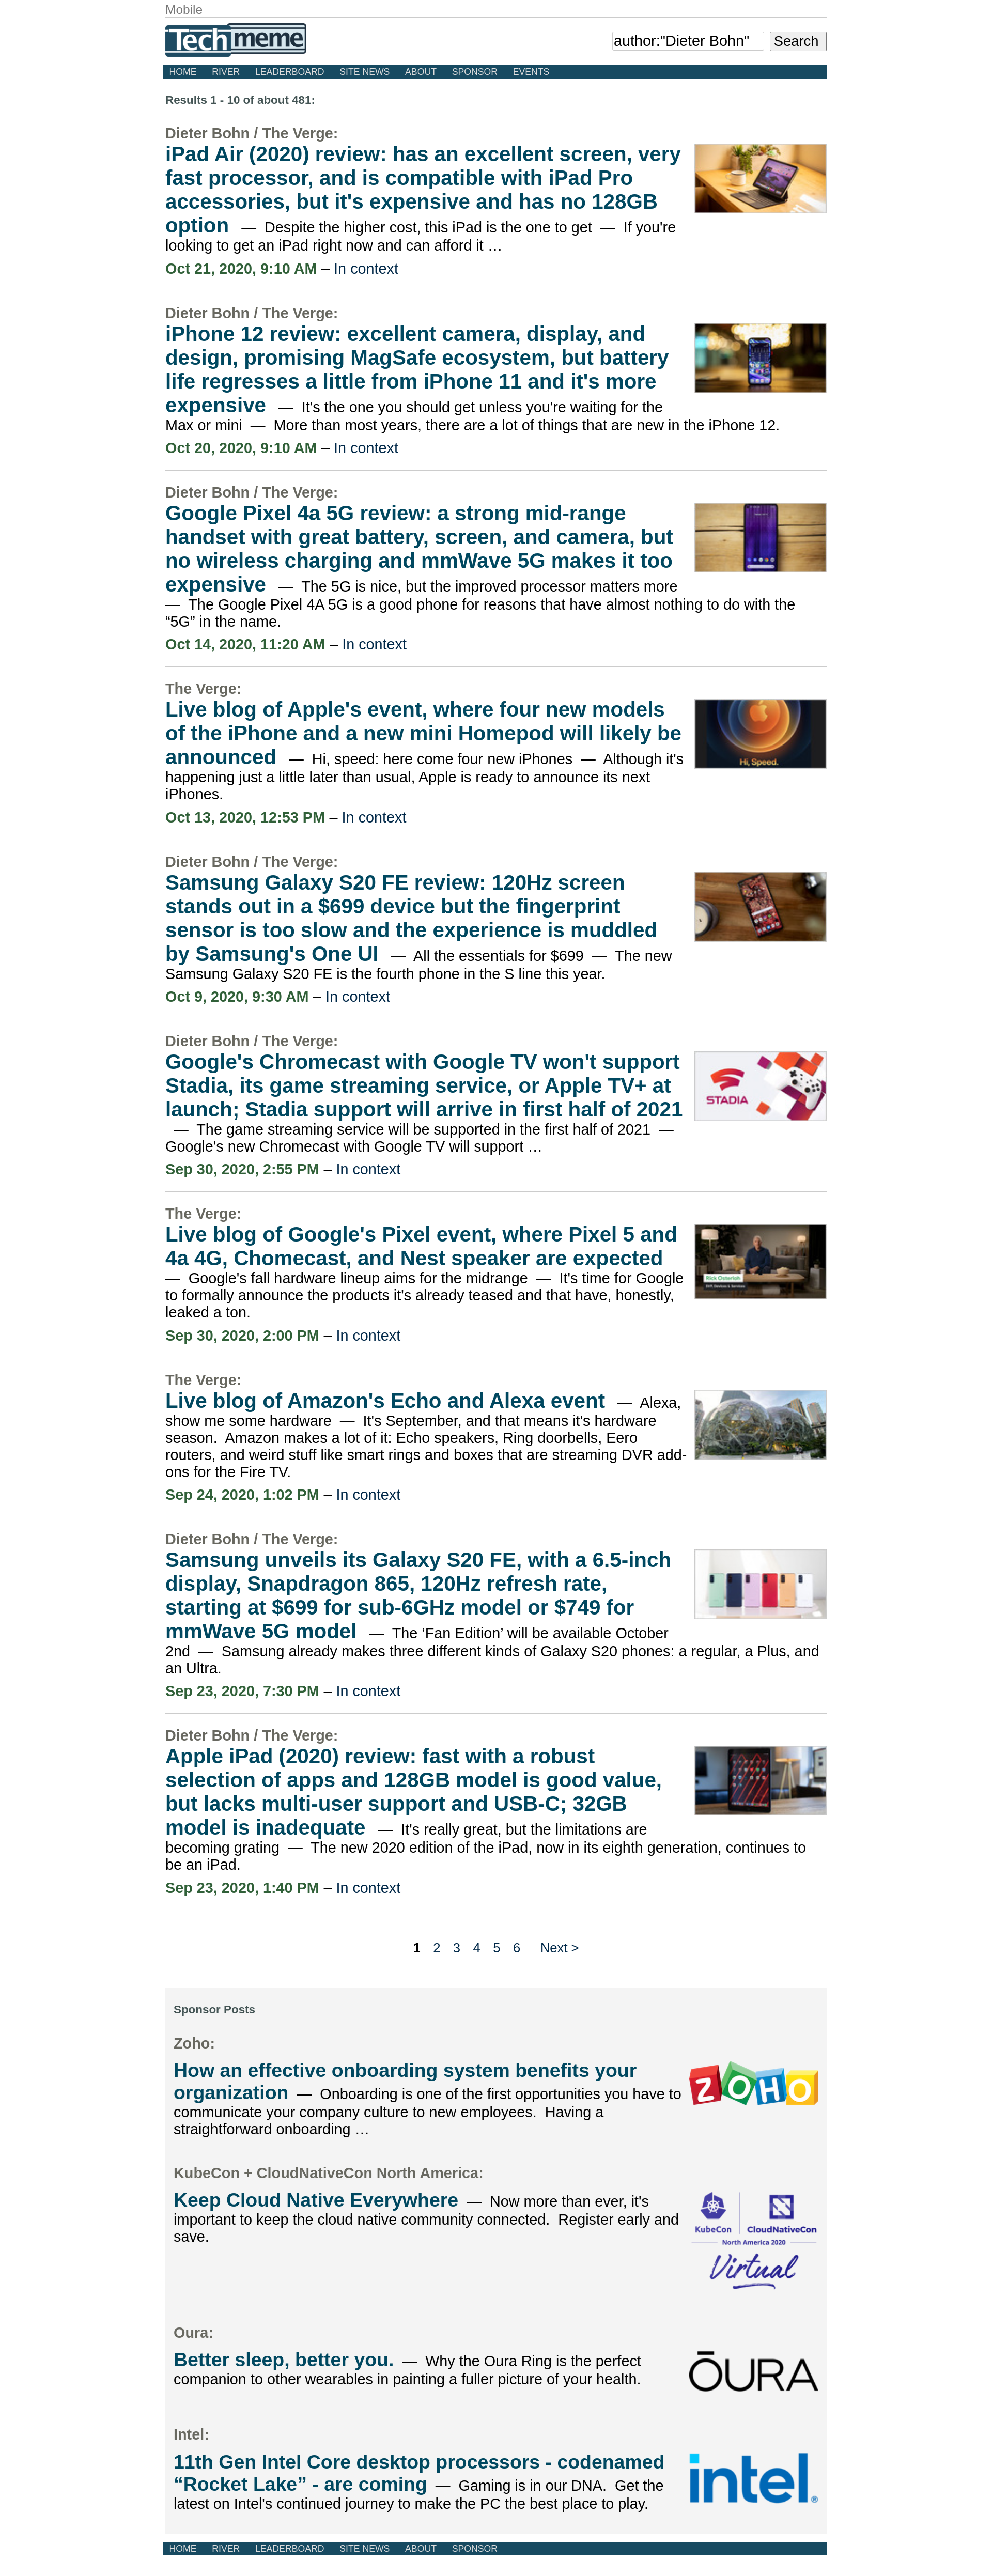 Mobile
Techmeme
author:"Dieter Bohn" Search
HOME RIVER LEADERBOARD SITE NEWS ABOUT SPONSOR EVENTS
Results 1 - 10 of about 481:
Dieter Bohn / The Verge:
iPad Air (2020) review: has an excellent screen, very
fast processor, and is compatible with iPad Pro
accessories, but it's expensive and has no 128GB
option — Despite the higher cost, this iPad is the one to get — If you're
looking to get an iPad right now and can afford it …
Oct 21, 2020, 9:10 AM – In context
Dieter Bohn / The Verge:
iPhone 12 review: excellent camera, display, and
design, promising MagSafe ecosystem, but battery
life regresses a little from iPhone 11 and it's more
expensive — It's the one you should get unless you're waiting for the
Max or mini — More than most years, there are a lot of things that are new in the iPhone 12.
Oct 20, 2020, 9:10 AM – In context
Dieter Bohn / The Verge:
Google Pixel 4a 5G review: a strong mid-range
handset with great battery, screen, and camera, but
no wireless charging and mmWave 5G makes it too
expensive — The 5G is nice, but the improved processor matters more
— The Google Pixel 4A 5G is a good phone for reasons that have almost nothing to do with the
“5G” in the name.
Oct 14, 2020, 11:20 AM – In context
The Verge:
Live blog of Apple's event, where four new models
of the iPhone and a new mini Homepod will likely be
announced — Hi, speed: here come four new iPhones — Although it's
happening just a little later than usual, Apple is ready to announce its next
iPhones.
Hi, Speed.
Oct 13, 2020, 12:53 PM – In context
Dieter Bohn / The Verge:
Samsung Galaxy S20 FE review: 120Hz screen
stands out in a $699 device but the fingerprint
sensor is too slow and the experience is muddled
by Samsung's One UI — All the essentials for $699 — The new
Samsung Galaxy S20 FE is the fourth phone in the S line this year.
Oct 9, 2020, 9:30 AM – In context
Dieter Bohn / The Verge:
Google's Chromecast with Google TV won't support
Stadia, its game streaming service, or Apple TV+ at
launch; Stadia support will arrive in first half of 2021
— The game streaming service will be supported in the first half of 2021 —
Google's new Chromecast with Google TV will support …
STADIA
Sep 30, 2020, 2:55 PM – In context
The Verge:
Live blog of Google's Pixel event, where Pixel 5 and
4a 4G, Chomecast, and Nest speaker are expected
— Google's fall hardware lineup aims for the midrange — It's time for Google
to formally announce the products it's already teased and that have, honestly,
leaked a ton.
Rick Osterloh
Sep 30, 2020, 2:00 PM – In context
The Verge:
Live blog of Amazon's Echo and Alexa event — Alexa,
show me some hardware — It's September, and that means it's hardware
season. Amazon makes a lot of it: Echo speakers, Ring doorbells, Eero
routers, and weird stuff like smart rings and boxes that are streaming DVR add-
ons for the Fire TV.
Sep 24, 2020, 1:02 PM – In context
Dieter Bohn / The Verge:
Samsung unveils its Galaxy S20 FE, with a 6.5-inch
display, Snapdragon 865, 120Hz refresh rate,
starting at $699 for sub-6GHz model or $749 for
mmWave 5G model — The ‘Fan Edition’ will be available October
2nd — Samsung already makes three different kinds of Galaxy S20 phones: a regular, a Plus, and
an Ultra.
Sep 23, 2020, 7:30 PM – In context
Dieter Bohn / The Verge:
Apple iPad (2020) review: fast with a robust
selection of apps and 128GB model is good value,
but lacks multi-user support and USB-C; 32GB
model is inadequate — It's really great, but the limitations are
becoming grating — The new 2020 edition of the iPad, now in its eighth generation, continues to
be an iPad.
Sep 23, 2020, 1:40 PM – In context
1 2 3 4 5 6 Next >
Sponsor Posts
Zoho:
How an effective onboarding system benefits your
organization — Onboarding is one of the first opportunities you have to
communicate your company culture to new employees. Having a
straightforward onboarding …
ZOHO
KubeCon + CloudNativeCon North America:
Keep Cloud Native Everywhere — Now more than ever, it's
important to keep the cloud native community connected. Register early and
save.
KubeCon CloudNativeCon
North America 2020
Virtual
Oura:
Better sleep, better you. — Why the Oura Ring is the perfect
companion to other wearables in painting a fuller picture of your health.
ŌURA
Intel:
11th Gen Intel Core desktop processors - codenamed
“Rocket Lake” - are coming — Gaming is in our DNA. Get the
latest on Intel's continued journey to make the PC the best place to play.
intel®
HOME RIVER LEADERBOARD SITE NEWS ABOUT SPONSOR